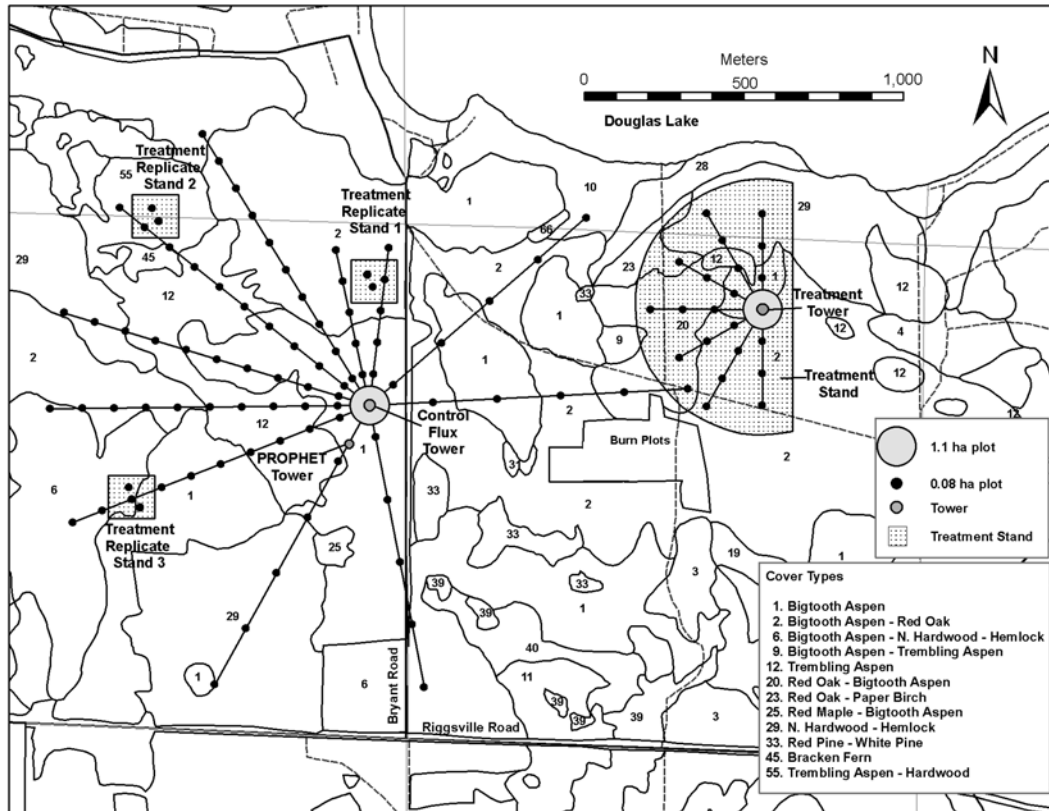 Meters
0 500 1,000
N
Douglas Lake
Treatment
Replicate
Stand 2
55
Treatment
Replicate
Stand 1
28
10
1
29
2
66
45
29
2
23
12
1
12
12
33
Treatment
Tower
1
20
12
4
9
2
1
2
Treatment
Stand
12
12
2
12
Control
Flux
Tower
PROPHET
Tower
1
Burn Plots
2
31
6
1
33
2
Treatment
Replicate
Stand 3
25
33
19
1
3
39
33
39
1
29
40
1
6
11
39
39
39
3
Bryant Road
Riggsville Road
1.1 ha plot
0.08 ha plot
Tower
Treatment Stand
Cover Types
1. Bigtooth Aspen
2. Bigtooth Aspen - Red Oak
6. Bigtooth Aspen - N. Hardwood - Hemlock
9. Bigtooth Aspen - Trembling Aspen
12. Trembling Aspen
20. Red Oak - Bigtooth Aspen
23. Red Oak - Paper Birch
25. Red Maple - Bigtooth Aspen
29. N. Hardwood - Hemlock
33. Red Pine - White Pine
45. Bracken Fern
55. Trembling Aspen - Hardwood